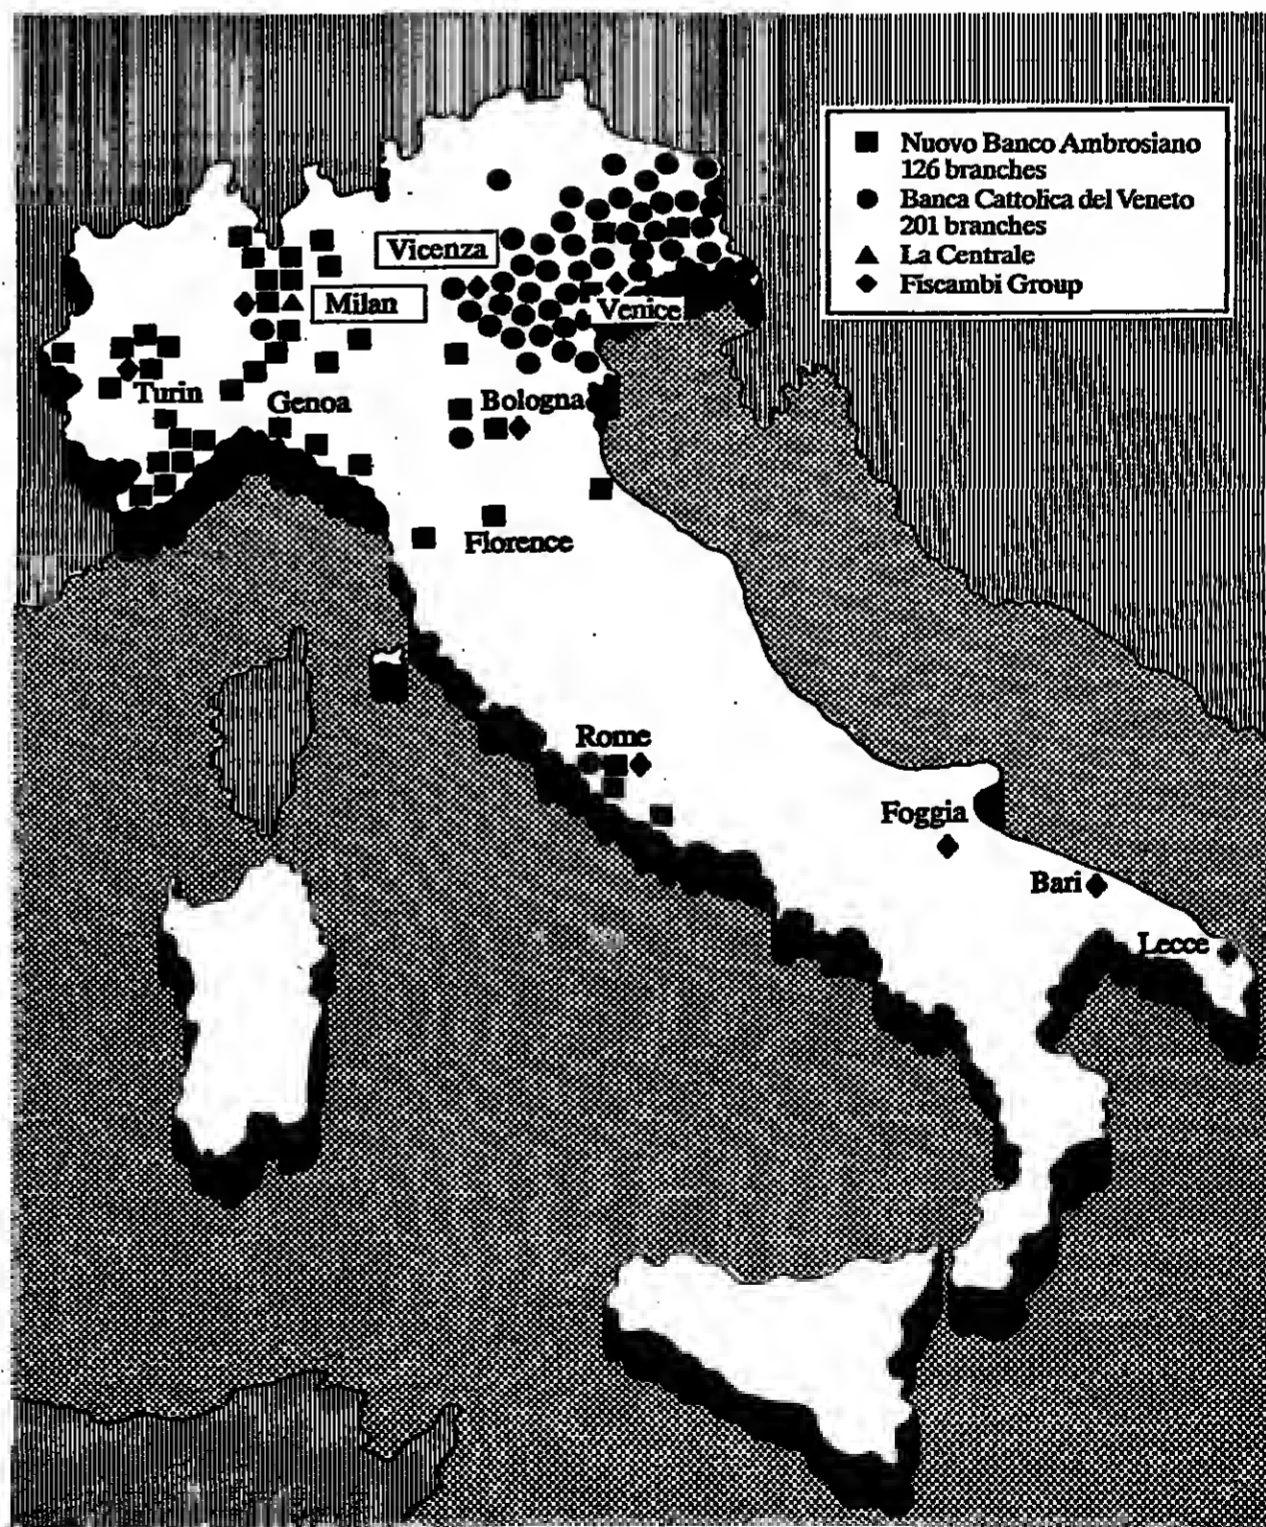 Nuovo Banco Ambrosiano
126 branches
Banca Cattolica del Veneto
201 branches
La Centrale
Fiscambi Group
Vicenza
Milan
Venice
Turin
Genoa
Bologna
Florence
Rome
Foggia
Bari
Lecce